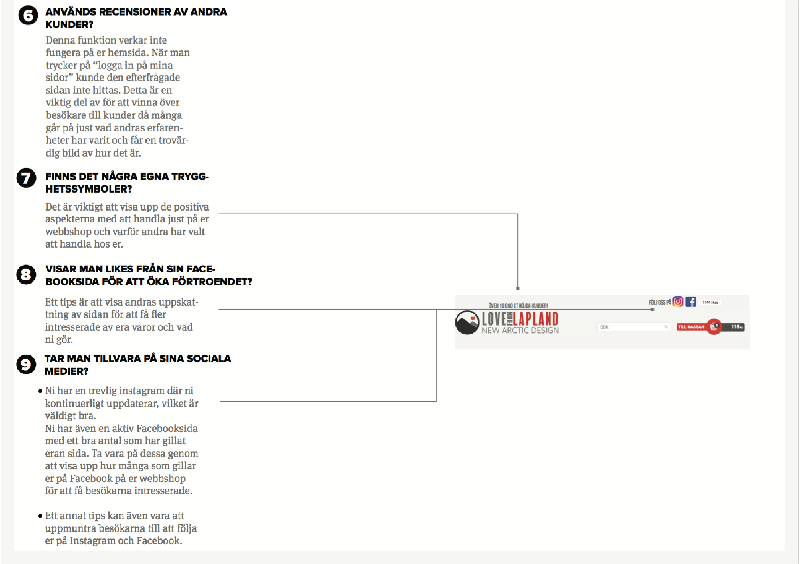 6 ANVÄNDS RECENSIONER AV ANDRA
KUNDER?
Denna funktion verkar inte
fungera på er hemsida. När man
trycker på "logga in på mina
sidor" kunde den efterfrågade
sidan inte hittas. Detta är en
viktig del av för att vinna över
besökare till kunder då många
går på just vad andras erfaren-
heter har varit och får en trovär-
dig bild av hur det är.
7 FINNS DET NÅGRA EGNA TRYGG-
HETSSYMBOLER?
Det är viktigt att visa upp de positiva
aspekterna med att handla just på er
webbshop och varför andra har valt
att handla hos er.
8 VISAR MAN LIKES FRÅN SIN FACE-
BOOKSIDA FÖR ATT ÖKA FÖRTROENDET?
Ett tips är att visa andras uppskat-
tning av sidan för att få fler
intresserade av era varor och vad
ni gör.
9 TAR MAN TILLVARA PÅ SINA SOCIALA
MEDIER?
• Ni har en trevlig instagram där ni
kontinuerligt uppdaterar, vilket är
väldigt bra.
Ni har även en aktiv Facebooksida
med ett bra antal som har gillat
eran sida. Ta vara på dessa genom
att visa upp hur många som gillar
er på Facebook på er webbshop
för att få besökarna intresserade.
• Ett annat tips kan även vara att
uppmuntra besökarna till att följa
er på Instagram och Facebook.
ÖVER 10 000 NÖJDA KUNDER!
LOVE LAPLAND
NEW ARCTIC DESIGN
FÖLJ OSS PÅ
Sök
TILL KASSAN